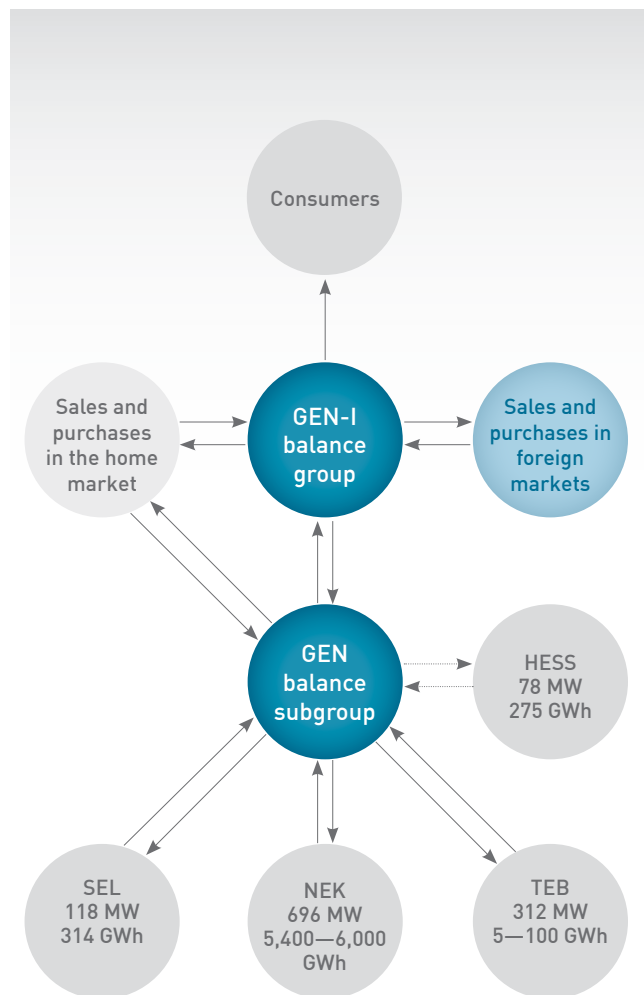 Consumers
Sales and
purchases
in the home
market
GEN-I
balance
group
Sales and
purchases in
foreign
markets
GEN
balance
subgroup
HESS
78 MW
275 GWh
SEL
118 MW
314 GWh
NEK
696 MW
5,400—6,000
GWh
TEB
312 MW
5—100 GWh